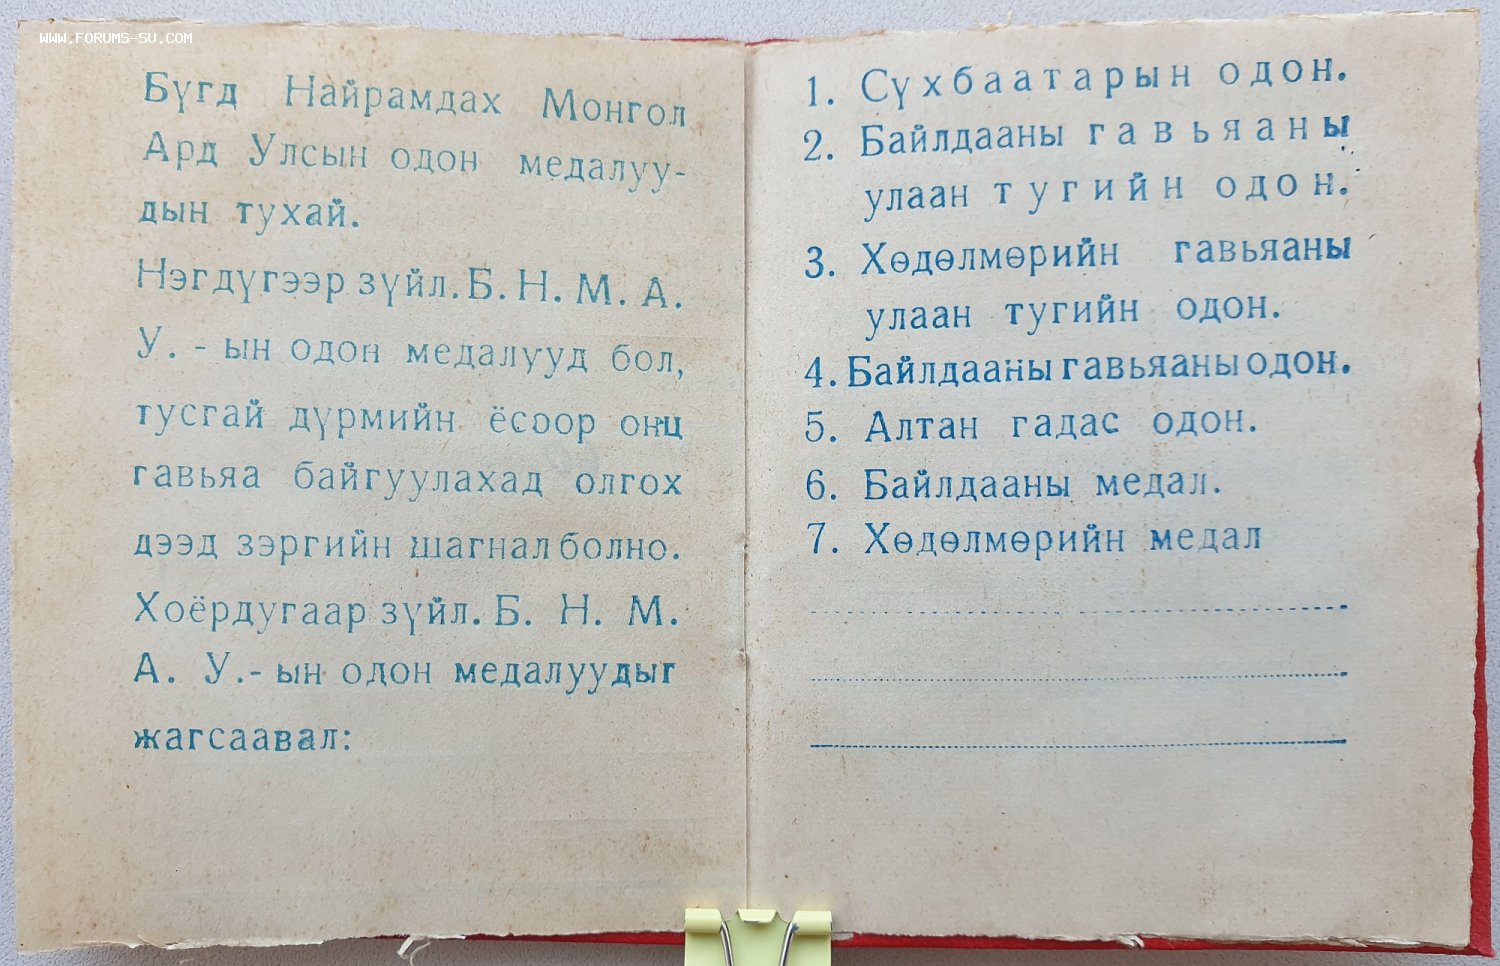 WWW.FORUMS-SU.COM
Бүгд Найрамдах Монгол
Ард Улсын одон медалуу-
дын тухай.
Нэгдүгээр зүйл. Б. Н. М. А.
У. - ын одон медалууд бол,
тусгай дүрмийн ёсоор онц
гавьяа байгуулахад олгох
дээд зэргийн шагнал болно.
Хоёрдугаар зүйл. Б. Н. М.
А. У. - ын одон медалуудыг
жагсаавал:
1. Сүхбаатарын одон.
2. Байлдааны гавьяаны
улаан тугийн одон.
3. Хөдөлмөрийн гавьяаны
улаан тугийн одон.
4. Байлдааны гавьяаны одон.
5. Алтан гадас одон.
6. Байлдааны медал.
7. Хөдөлмөрийн медал